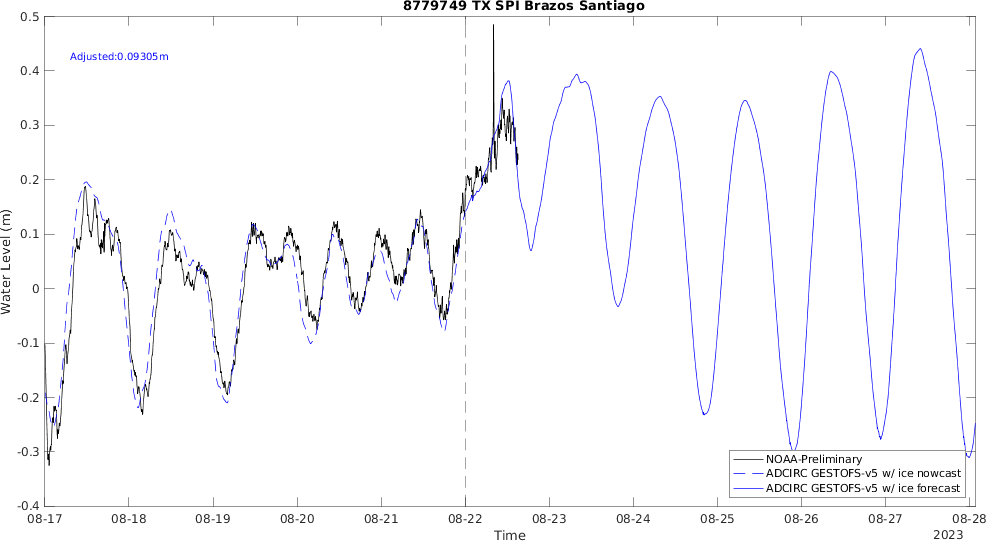 8779749 TX SPI Brazos Santiago
Adjusted:0.09305m
Water Level (m)
0.5
0.4
0.3
0.2
0.1
0
-0.1
-0.2
-0.3
-0.4
NOAA-Preliminary
ADCIRC GESTOFS-v5 w/ ice nowcast
ADCIRC GESTOFS-v5 w/ ice forecast
08-17 08-18 08-19 08-20 08-21 08-22 08-23 08-24 08-25 08-26 08-27 08-28
Time
2023